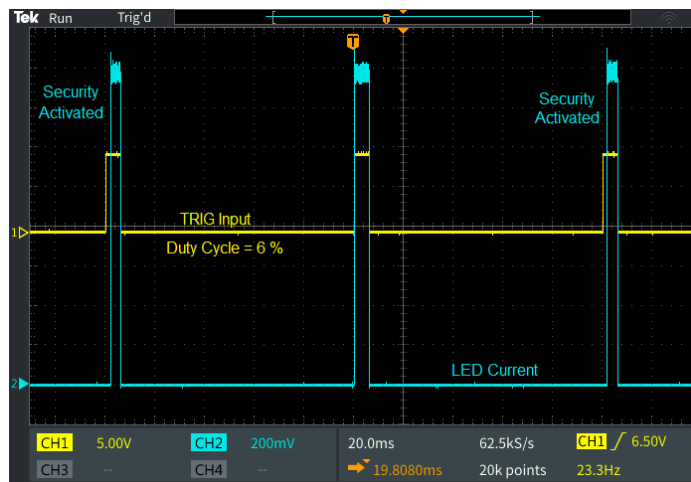 Tek Run Trig'd
T
T
Security
Activated
Security
Activated
TRIG Input
1
Duty Cycle = 6 %
LED Current
2
CH1 5.00V CH2 200mV 20.0ms 62.5kS/s CH1 6.50V
CH3 -- CH4 -- 19.8080ms 20k points 23.3Hz